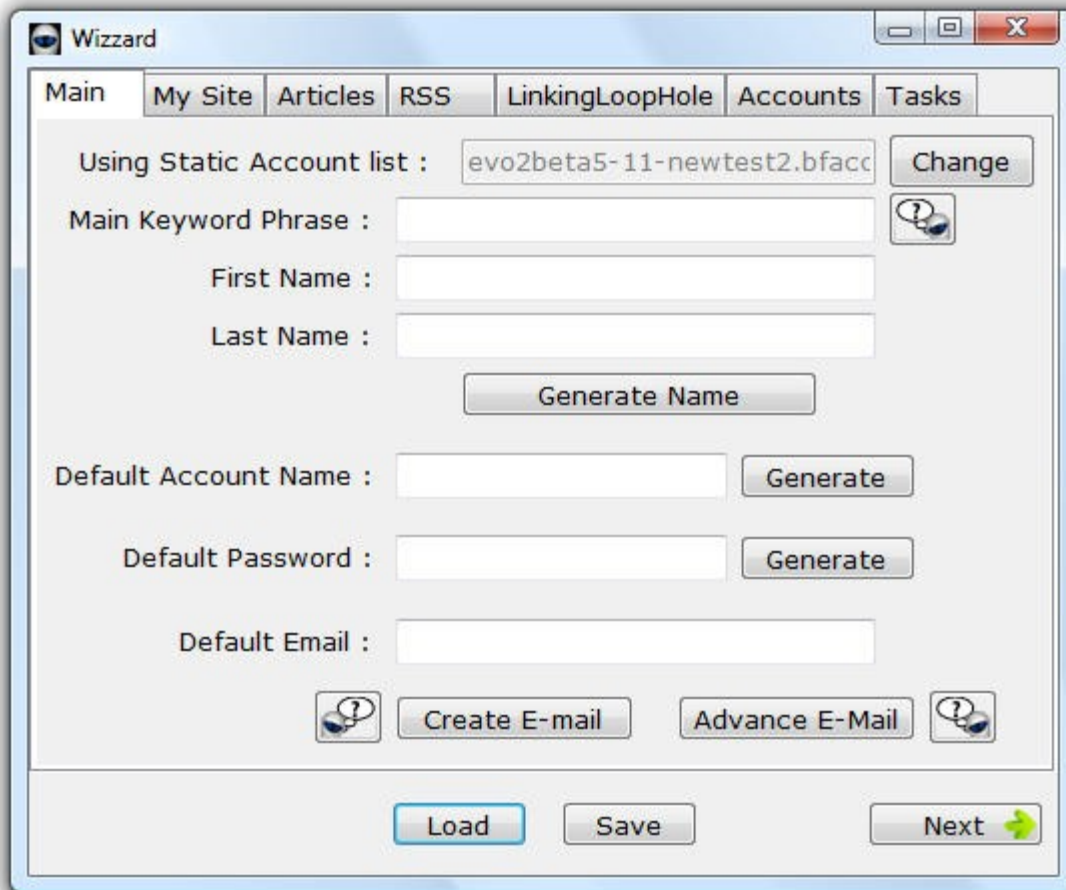 Wizzard
Main My Site Articles RSS LinkingLoopHole Accounts Tasks
Using Static Account list : evo2beta5-11-newtest2.bfacc Change
Main Keyword Phrase : ?
First Name :
Last Name :
Generate Name
Default Account Name : Generate
Default Password : Generate
Default Email :
? Create E-mail Advance E-Mail ?
Load Save Next